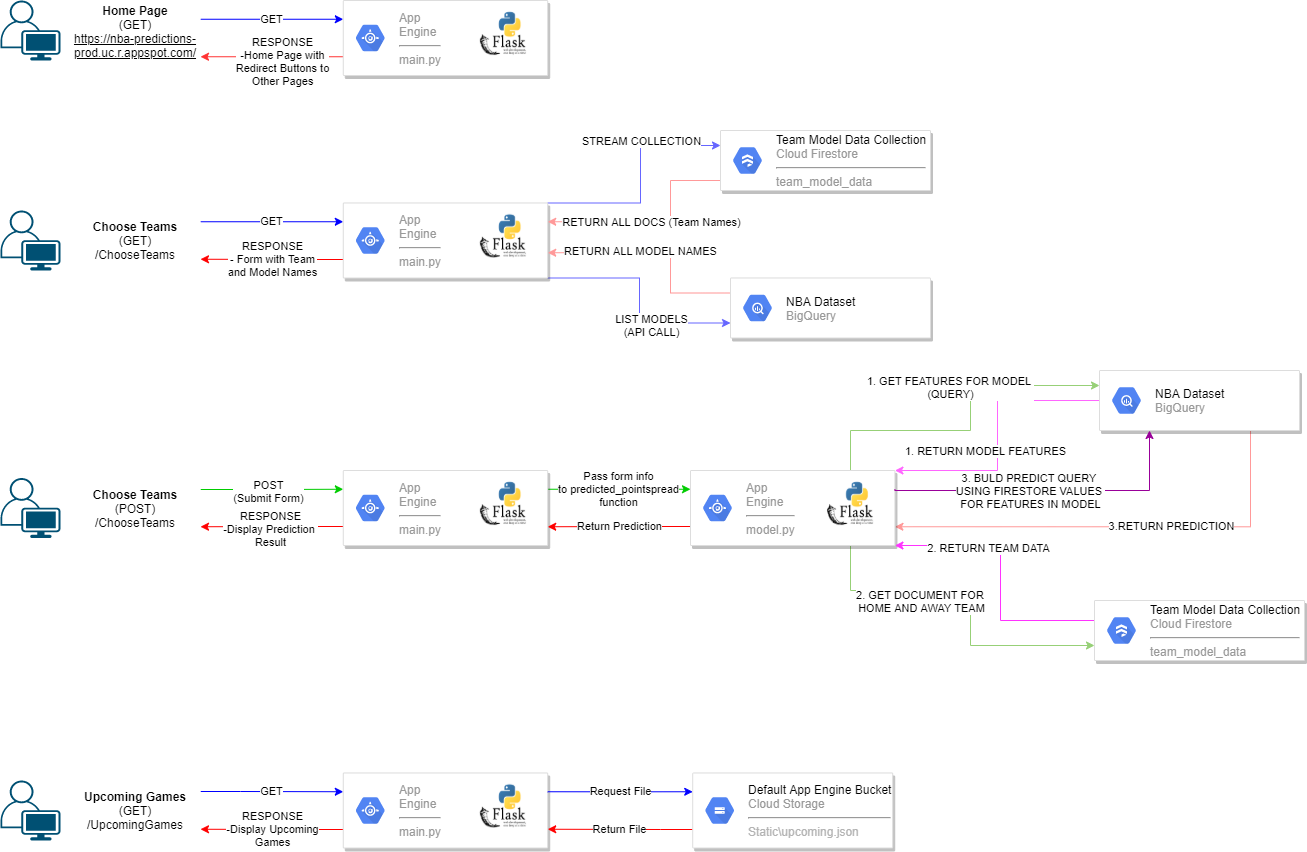 Home Page
(GET)
https://nba-predictions-
prod.uc.r.appspot.com/
GET
RESPONSE
-Home Page with
Redirect Buttons to
Other Pages
App
Engine
main.py
Flask
Choose Teams
(GET)
/ChooseTeams
GET
RESPONSE
- Form with Team
and Model Names
App
Engine
main.py
Flask
STREAM COLLECTION
RETURN ALL DOCS (Team Names)
RETURN ALL MODEL NAMES
LIST MODELS
(API CALL)
Team Model Data Collection
Cloud Firestore
team_model_data
NBA Dataset
BigQuery
Choose Teams
(POST)
/ChooseTeams
POST
(Submit Form)
RESPONSE
-Display Prediction
Result
App
Engine
main.py
Flask
Pass form info
to predicted_pointspread
function
Return Prediction
App
Engine
model.py
Flask
1. GET FEATURES FOR MODEL
(QUERY)
1. RETURN MODEL FEATURES
3. BULD PREDICT QUERY
USING FIRESTORE VALUES
FOR FEATURES IN MODEL
3.RETURN PREDICTION
2. RETURN TEAM DATA
2. GET DOCUMENT FOR
HOME AND AWAY TEAM
NBA Dataset
BigQuery
Team Model Data Collection
Cloud Firestore
team_model_data
Upcoming Games
(GET)
/UpcomingGames
GET
RESPONSE
-Display Upcoming
Games
App
Engine
main.py
Flask
Request File
Return File
Default App Engine Bucket
Cloud Storage
Static\upcoming.json